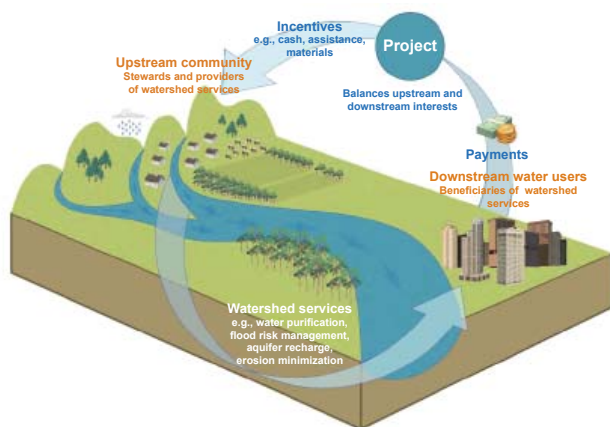 Incentives
e.g., cash, assistance,
materials
Project
Upstream community
Stewards and providers
of watershed services
Balances upstream and
downstream interests
Payments
Downstream water users
Beneficiaries of watershed
services
Watershed services
e.g., water purification,
flood risk management,
aquifer recharge,
erosion minimization